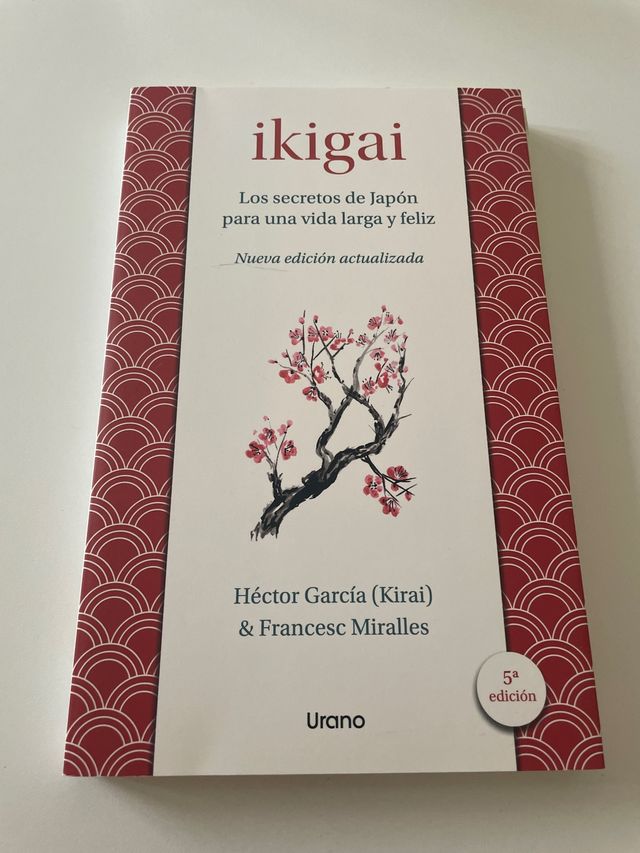 ikigai
Los secretos de Japón
para una vida larga y feliz
Nueva edición actualizada
Héctor García (Kirai)
& Francesc Miralles
5ª
edición
Urano